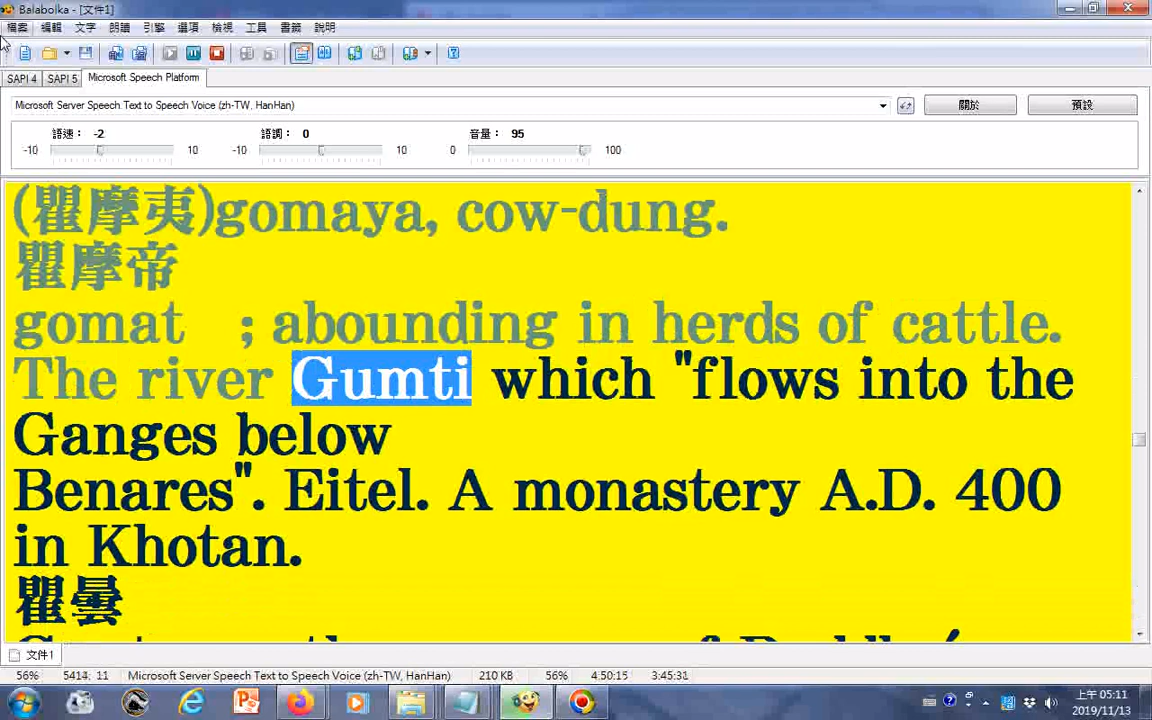 Balabolka - [文件1]
檔案 編輯 文字 朗讀 引擎 選項 檢視 工具 書籤 說明
SAPI 4 SAPI 5 Microsoft Speech Platform
Microsoft Server Speech Text to Speech Voice (zh-TW, HanHan) 關於 預設
語速： -2 語調： 0 音量： 95
-10 10 -10 10 0 100
(瞿摩夷)gomaya, cow-dung.
瞿摩帝
gomat ; abounding in herds of cattle.
The river Gumti which "flows into the
Ganges below
Benares". Eitel. A monastery A.D. 400
in Khotan.
瞿曇
文件1
56% 5414: 11 Microsoft Server Speech Text to Speech Voice (zh-TW, HanHan) 210 KB 56% 4:50:15 3:45:31
上午 05:11
2019/11/13